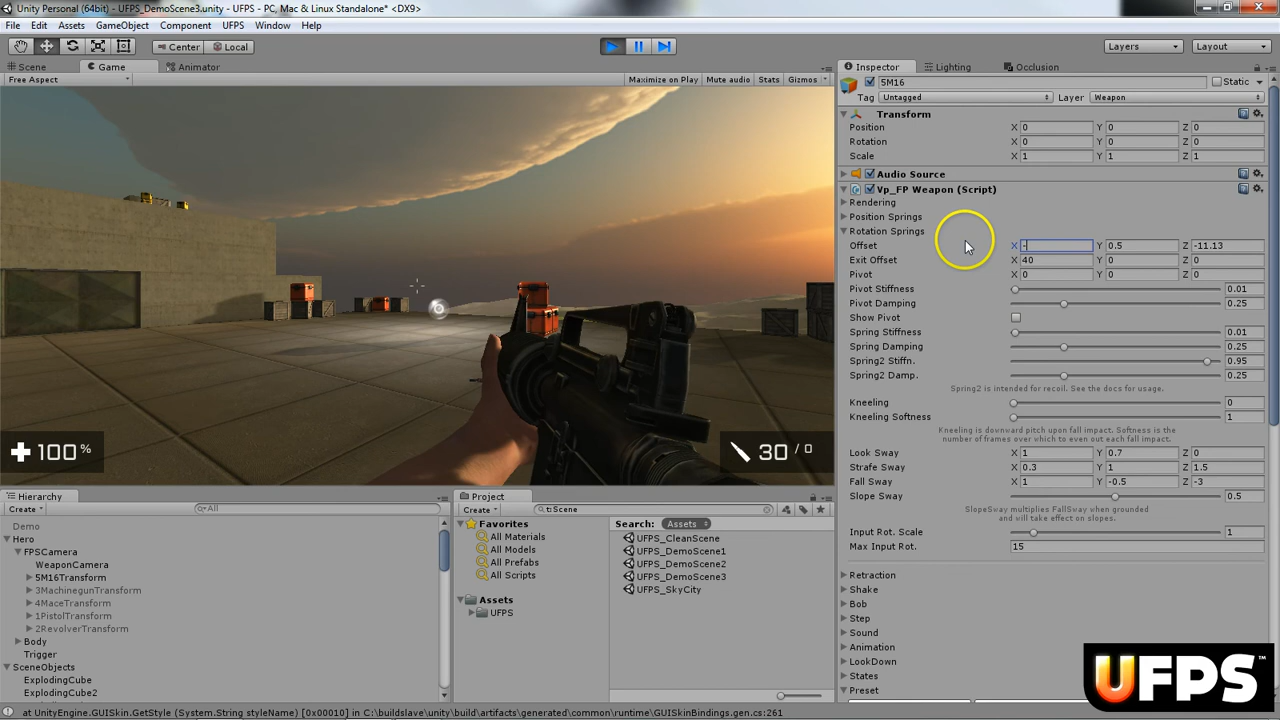 Unity Personal (64bit) - UFPS_DemoScene3.unity - UFPS - PC, Mac & Linux Standalone* <DX9>
File Edit Assets GameObject Component UFPS Window Help
Center Local Layers Layout
Scene Game Animator
Free Aspect Maximize on Play Mute audio Stats Gizmos
100 %
30 / 0
Inspector Lighting Occlusion
5M16 Static
Tag Untagged Layer Weapon
Transform
Position X 0 Y 0 Z 0
Rotation X 0 Y 0 Z 0
Scale X 1 Y 1 Z 1
Audio Source
Vp_FP Weapon (Script)
Rendering
Position Springs
Rotation Springs
Offset X - Y 0.5 Z -11.13
Exit Offset X 40 Y 0 Z 0
Pivot X 0 Y 0 Z 0
Pivot Stiffness 0.01
Pivot Damping 0.25
Show Pivot
Spring Stiffness 0.01
Spring Damping 0.25
Spring2 Stiffn. 0.95
Spring2 Damp. 0.25
Spring2 is intended for recoil. See the docs for usage.
Kneeling 0
Kneeling Softness 1
Kneeling is downward pitch upon fall impact. Softness is the
number of frames over which to even out each fall impact.
Look Sway X 1 Y 0.7 Z 0
Strafe Sway X 0.3 Y 1 Z 1.5
Fall Sway X 1 Y -0.5 Z -3
Slope Sway 0.5
SlopeSway multiplies FallSway when grounded
and will take effect on slopes.
Input Rot. Scale 1
Max Input Rot. 15
Retraction
Shake
Bob
Step
Sound
Animation
LookDown
States
Preset
Hierarchy
Create All
Demo
Hero
FPSCamera
WeaponCamera
5M16Transform
3MachinegunTransform
4MaceTransform
1PistolTransform
2RevolverTransform
Body
Trigger
SceneObjects
ExplodingCube
ExplodingCube2
Project
Create t:Scene
Favorites
All Materials
All Models
All Prefabs
All Scripts
Assets
UFPS
Search: Assets
UFPS_CleanScene
UFPS_DemoScene1
UFPS_DemoScene2
UFPS_DemoScene3
UFPS_SkyCity
UFPS™
at UnityEngine.GUISkin.GetStyle (System.String styleName) [0x00010] in C:\buildslave\unity\build\artifacts\generated\common\runtime\GUISkinBindings.gen.cs:261